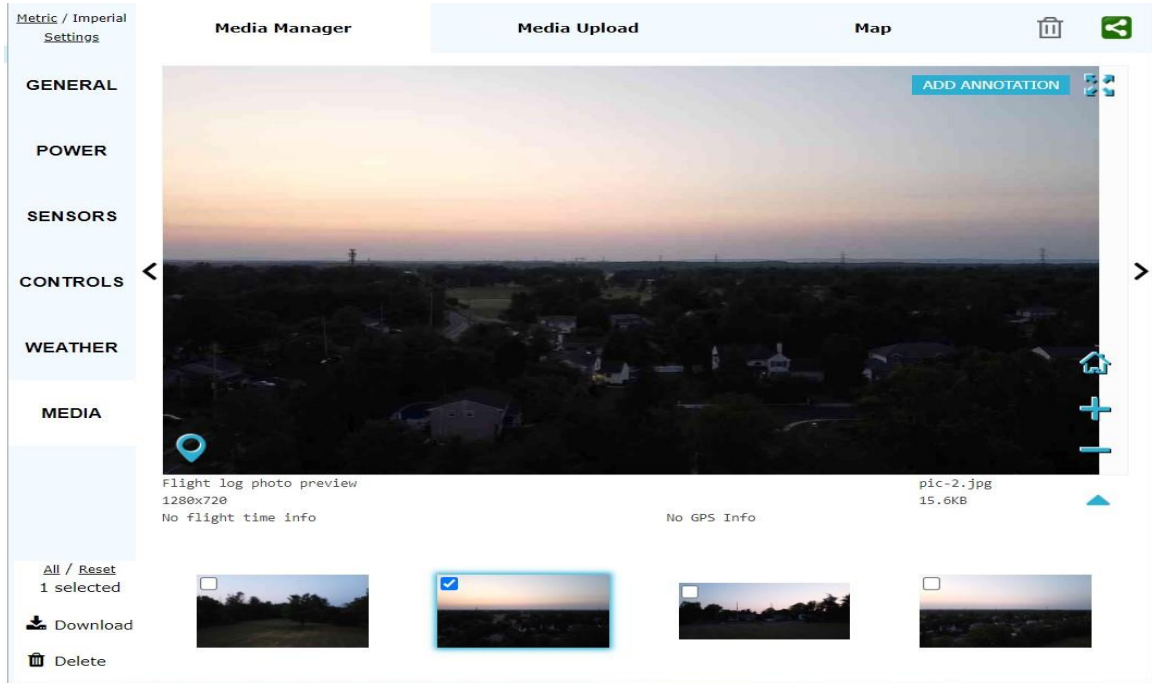 Metric / Imperial
Settings
Media Manager
Media Upload
Map
GENERAL
POWER
SENSORS
CONTROLS
WEATHER
MEDIA
ADD ANNOTATION
Flight log photo preview
pic-2.jpg
1280x720
15.6KB
No flight time info
No GPS Info
All / Reset
1 selected
Download
Delete